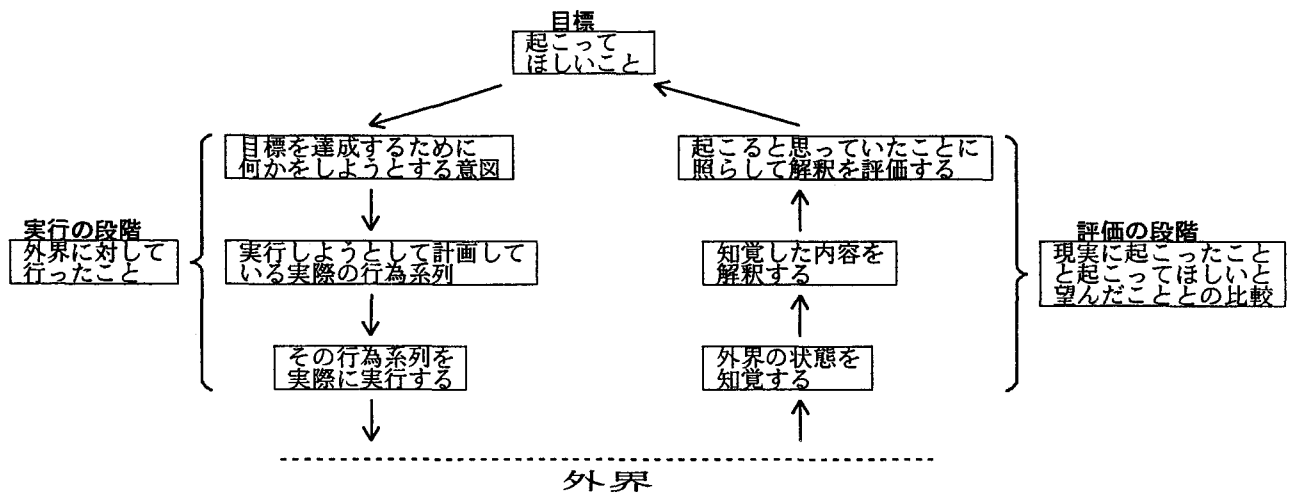 目標
起こって
ほしいこと
目標を達成するために
何かをしようとする意図
起こると思っていたことに
照らして解釈を評価する
実行の段階
外界に対して
行ったこと
実行しようとして計画して
いる実際の行為系列
知覚した内容を
解釈する
評価の段階
現実に起こったこと
と起こってほしいと
望んだこととの比較
その行為系列を
実際に実行する
外界の状態を
知覚する
外界